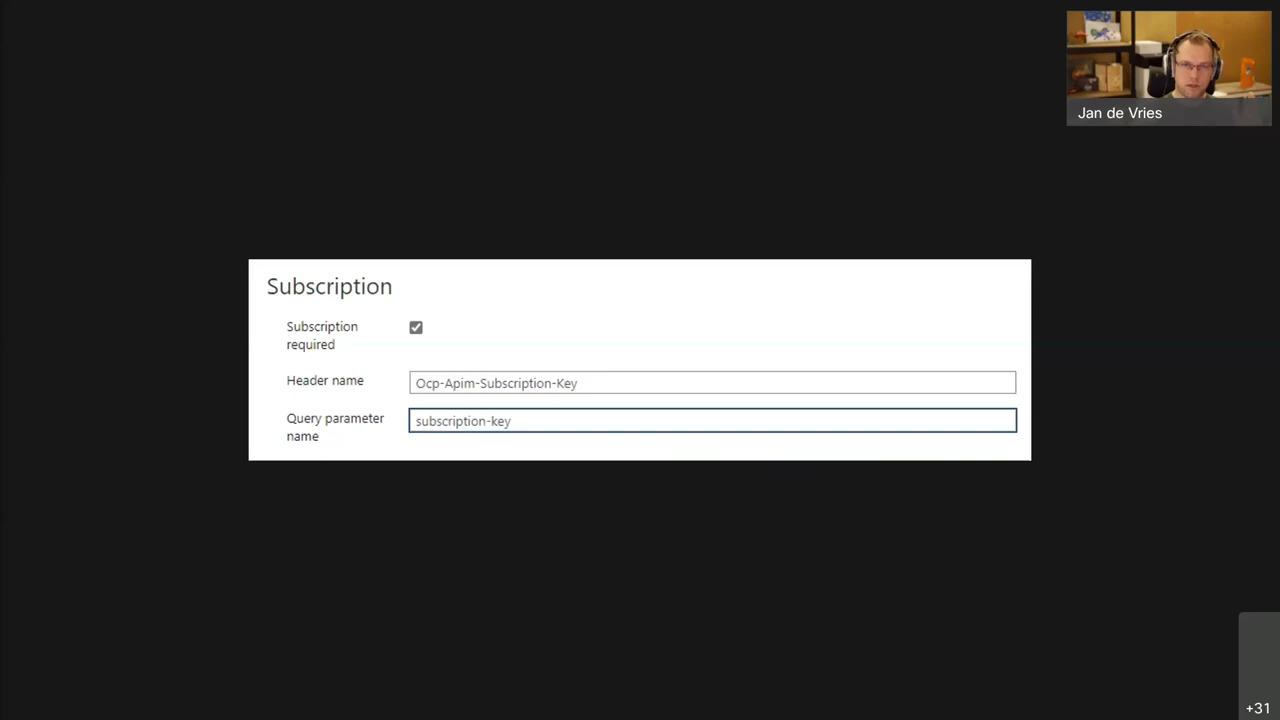 Jan de Vries
Subscription
Subscription
required
Header name
Ocp-Apim-Subscription-Key
Query parameter
name
subscription-key
+31